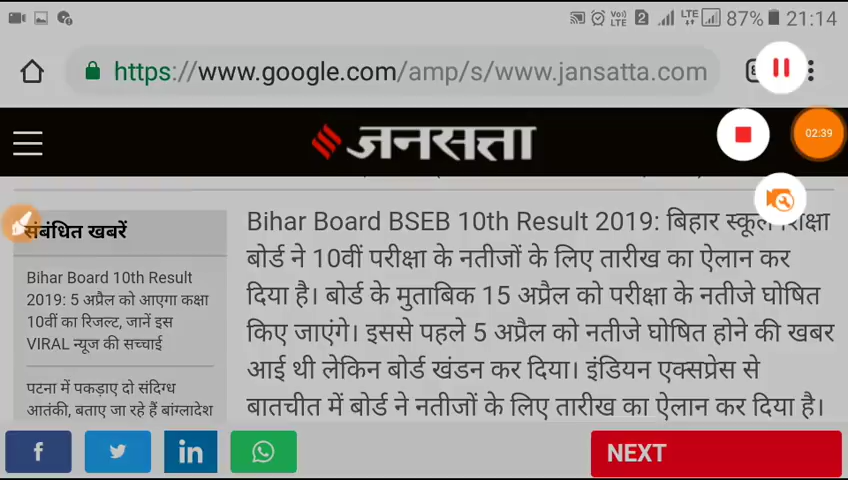 87% 21:14
https://www.google.com/amp/s/www.jansatta.com
जनसत्ता
02:39
संबंधित खबरें
Bihar Board 10th Result
2019: 5 अप्रैल को आएगा कक्षा
10वीं का रिजल्ट, जानें इस
VIRAL न्यूज की सच्चाई
पटना में पकड़ाए दो संदिग्ध
आतंकी, बताए जा रहे हैं बांग्लादेश
Bihar Board BSEB 10th Result 2019: बिहार स्कूल शिक्षा
बोर्ड ने 10वीं परीक्षा के नतीजों के लिए तारीख का ऐलान कर
दिया है। बोर्ड के मुताबिक 15 अप्रैल को परीक्षा के नतीजे घोषित
किए जाएंगे। इससे पहले 5 अप्रैल को नतीजे घोषित होने की खबर
आई थी लेकिन बोर्ड खंडन कर दिया। इंडियन एक्सप्रेस से
बातचीत में बोर्ड ने नतीजों के लिए तारीख का ऐलान कर दिया है।
NEXT